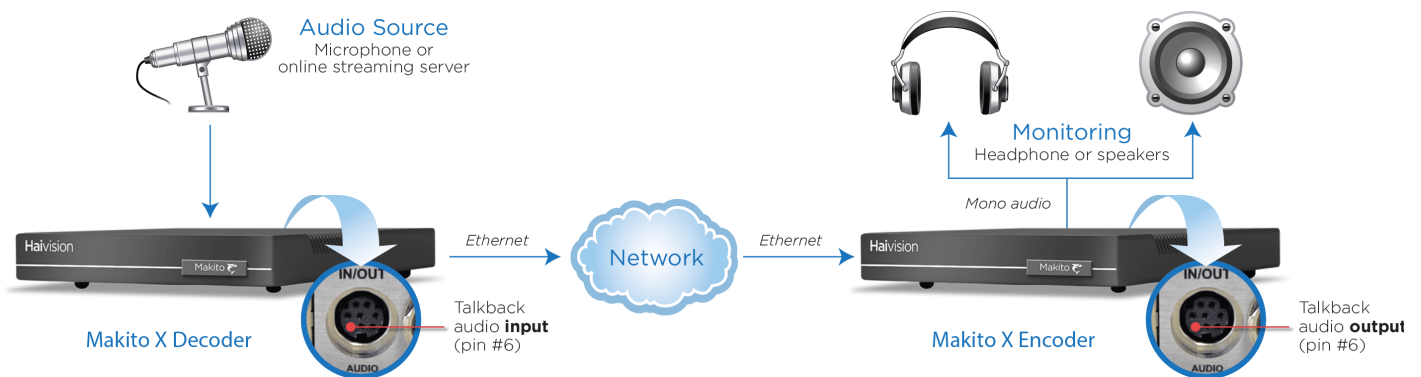 Audio Source
Microphone or
online streaming server
Monitoring
Headphone or speakers
Mono audio
Haivision
Makito
IN/OUT
AUDIO
Talkback
audio input
(pin #6)
Makito X Decoder
Ethernet
Network
Ethernet
Haivision
Makito
IN/OUT
AUDIO
Talkback
audio output
(pin #6)
Makito X Encoder